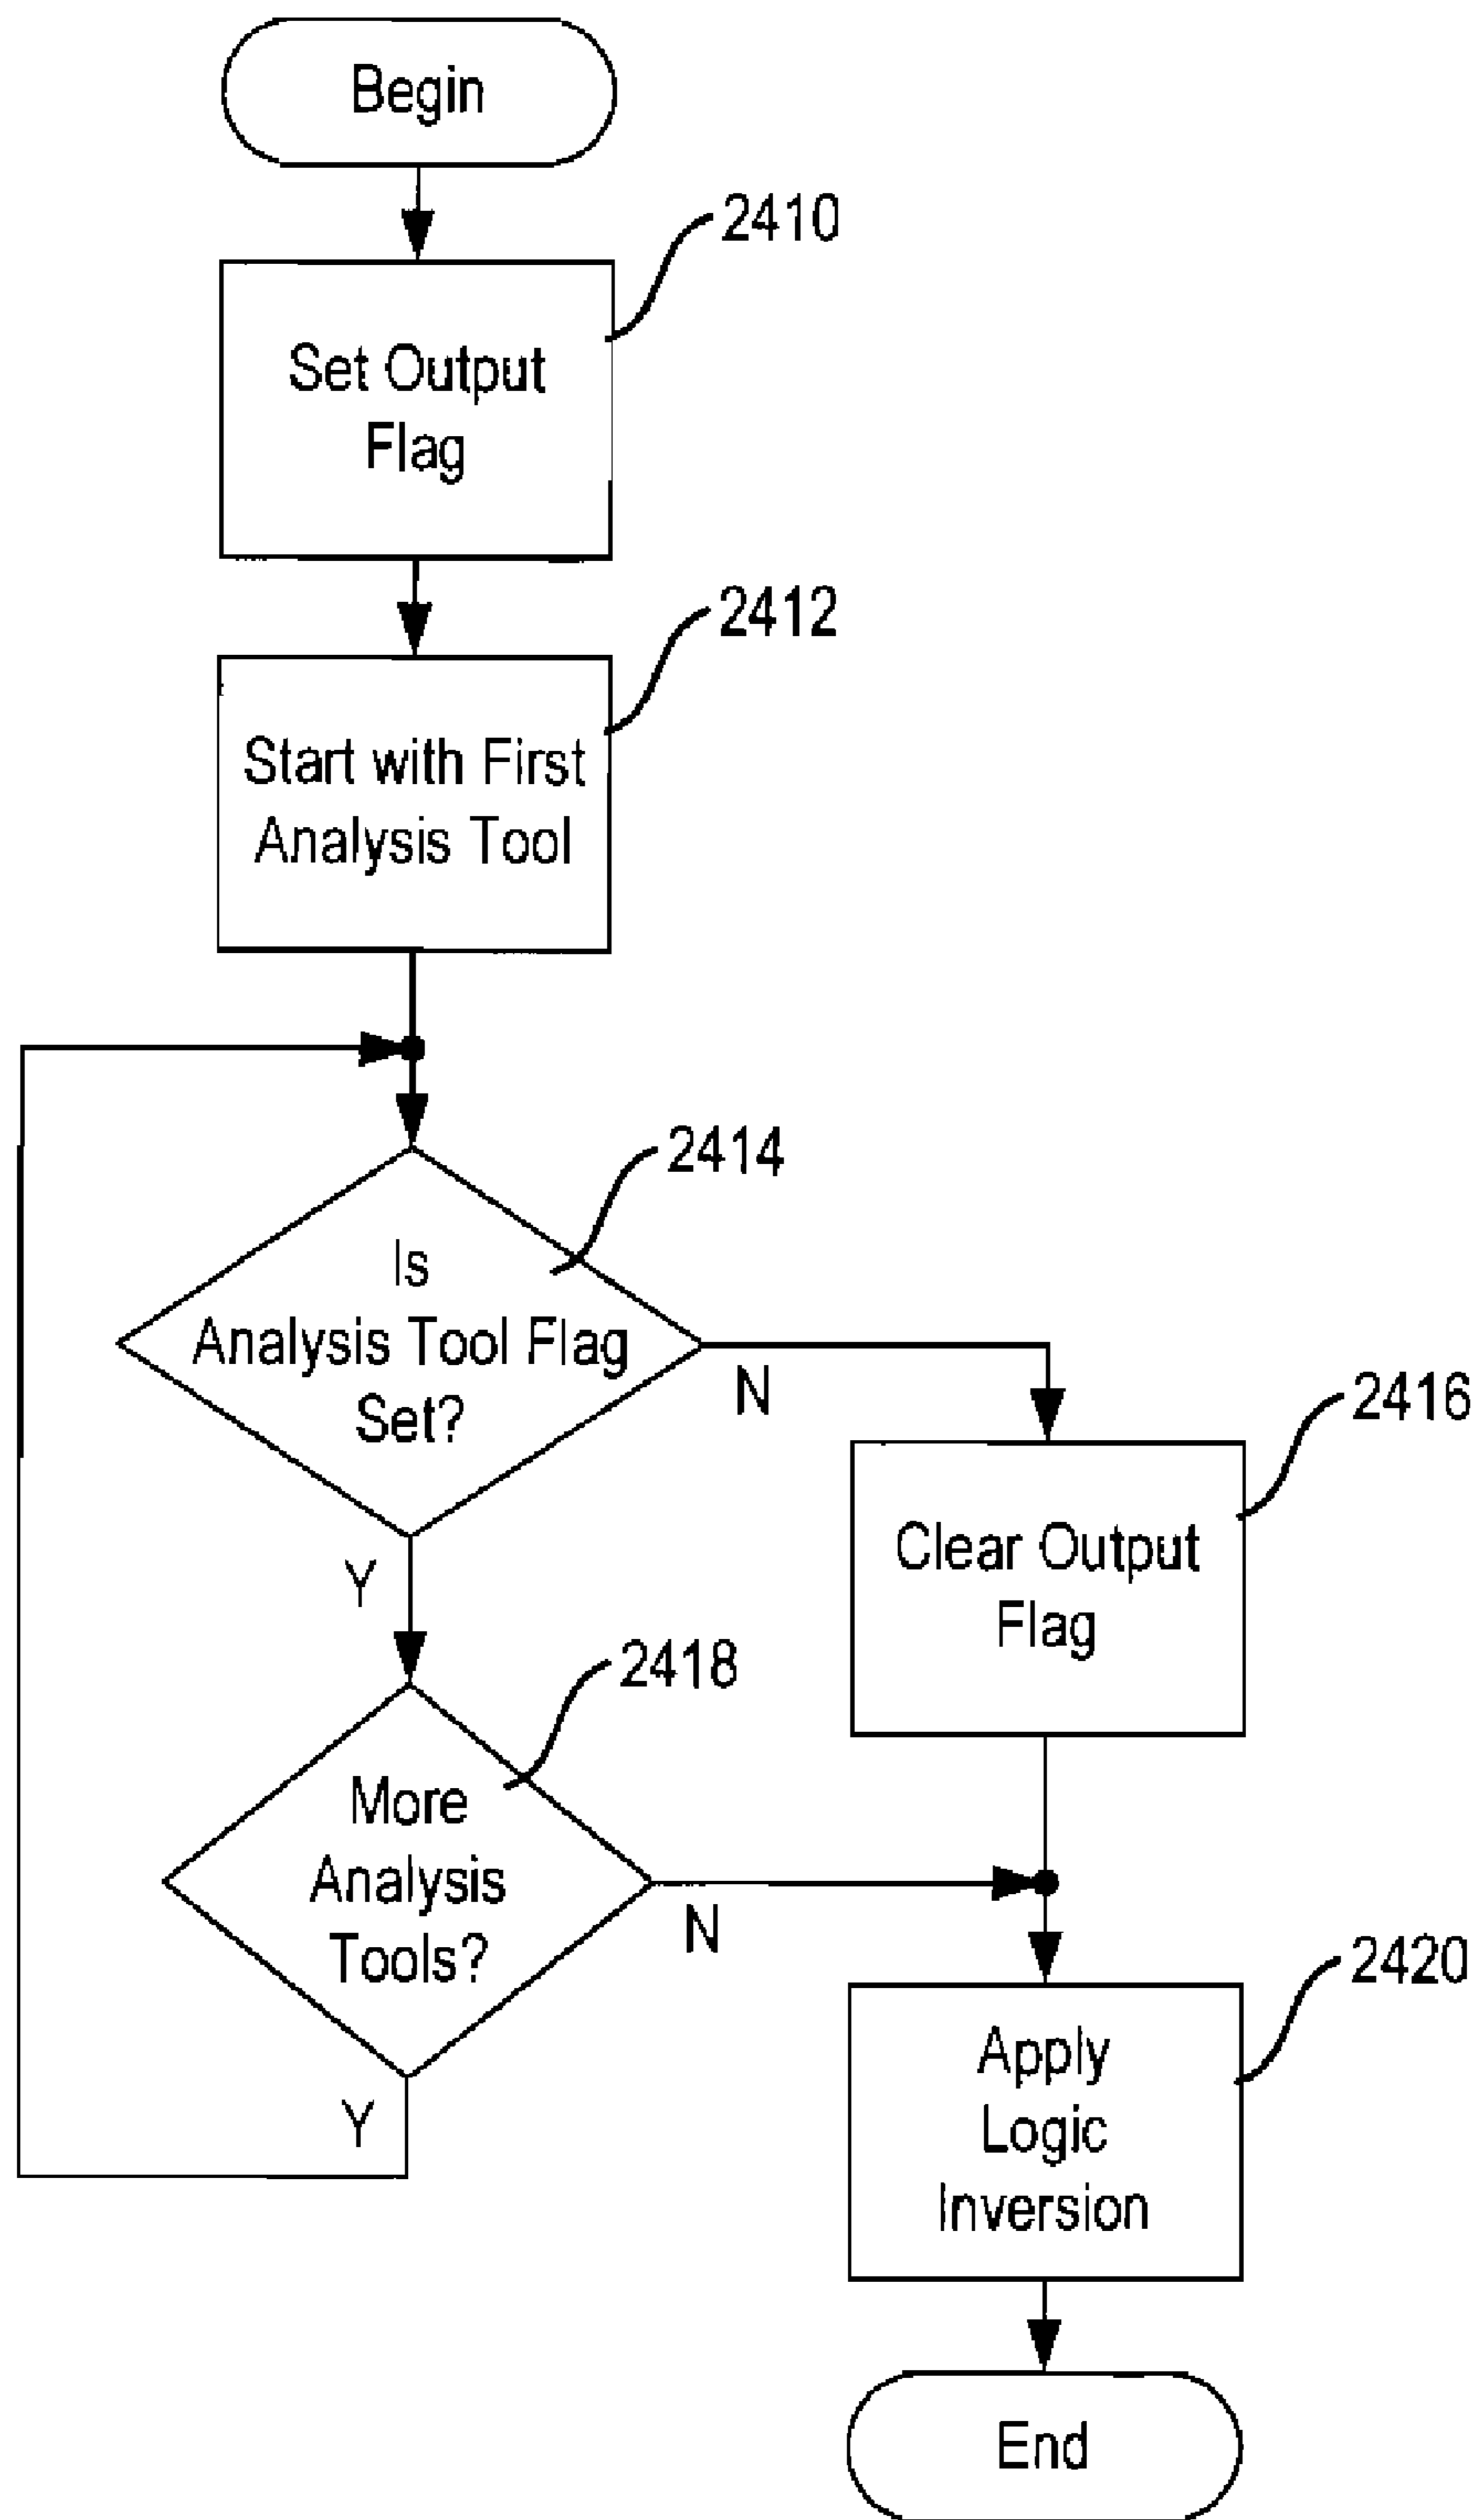 Begin
2410
Set Output
Flag
2412
Start with First
Analysis Tool
2414
Is
Analysis Tool Flag
Set?
N
Y
2416
Clear Output
Flag
2418
More
Analysis
Tools?
N
Y
2420
Apply
Logic
Inversion
End